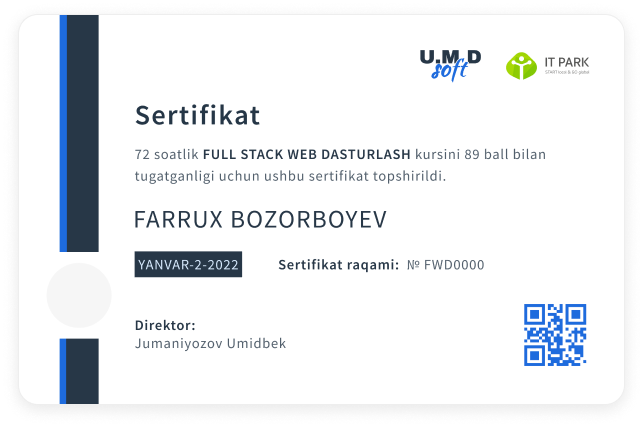 U.M.D
soft
IT PARK
START local & GO global
Sertifikat
72 soatlik FULL STACK WEB DASTURLASH kursini 89 ball bilan
tugatganligi uchun ushbu sertifikat topshirildi.
FARRUX BOZORBOYEV
YANVAR-2-2022
Sertifikat raqami: № FWD0000
Direktor:
Jumaniyozov Umidbek